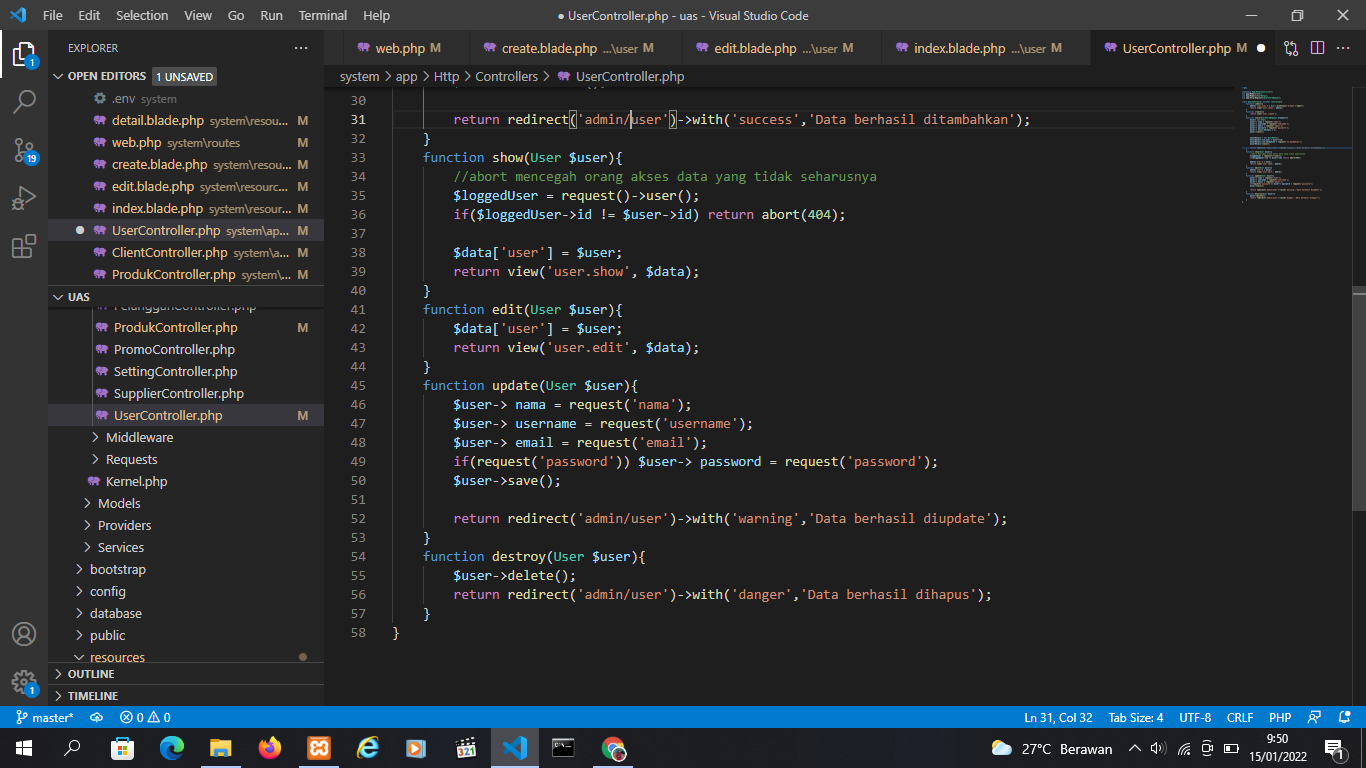 File Edit Selection View Go Run Terminal Help ● UserController.php - uas - Visual Studio Code
EXPLORER ···
OPEN EDITORS 1 UNSAVED
.env system
detail.blade.php system\resou... M
web.php system\routes M
create.blade.php system\resou... M
edit.blade.php system\resourc... M
index.blade.php system\resour... M
● UserController.php system\ap... M
ClientController.php system\a... M
ProdukController.php system\... M
UAS
PelangganController.php
ProdukController.php M
PromoController.php
SettingController.php
SupplierController.php
UserController.php M
Middleware
Requests
Kernel.php
Models
Providers
Services
bootstrap
config
database
public
resources
OUTLINE
TIMELINE
1
19
1
web.php M create.blade.php ...\user M edit.blade.php ...\user M index.blade.php ...\user M UserController.php M ● ···
system > app > Http > Controllers > UserController.php
30
31 return redirect('admin/user')->with('success','Data berhasil ditambahkan');
32 }
33 function show(User $user){
34 //abort mencegah orang akses data yang tidak seharusnya
35 $loggedUser = request()->user();
36 if($loggedUser->id != $user->id) return abort(404);
37
38 $data['user'] = $user;
39 return view('user.show', $data);
40 }
41 function edit(User $user){
42 $data['user'] = $user;
43 return view('user.edit', $data);
44 }
45 function update(User $user){
46 $user-> nama = request('nama');
47 $user-> username = request('username');
48 $user-> email = request('email');
49 if(request('password')) $user-> password = request('password');
50 $user->save();
51
52 return redirect('admin/user')->with('warning','Data berhasil diupdate');
53 }
54 function destroy(User $user){
55 $user->delete();
56 return redirect('admin/user')->with('danger','Data berhasil dihapus');
57 }
58 }
master* 0 0 Ln 31, Col 32 Tab Size: 4 UTF-8 CRLF PHP
321 27°C Berawan 9:50
15/01/2022 1